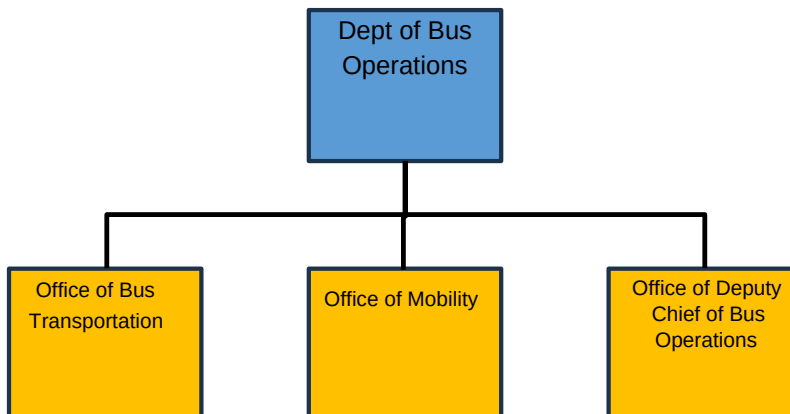 Dept of Bus
Operations
Office of Bus
Transportation
Office of Mobility
Office of Deputy
Chief of Bus
Operations